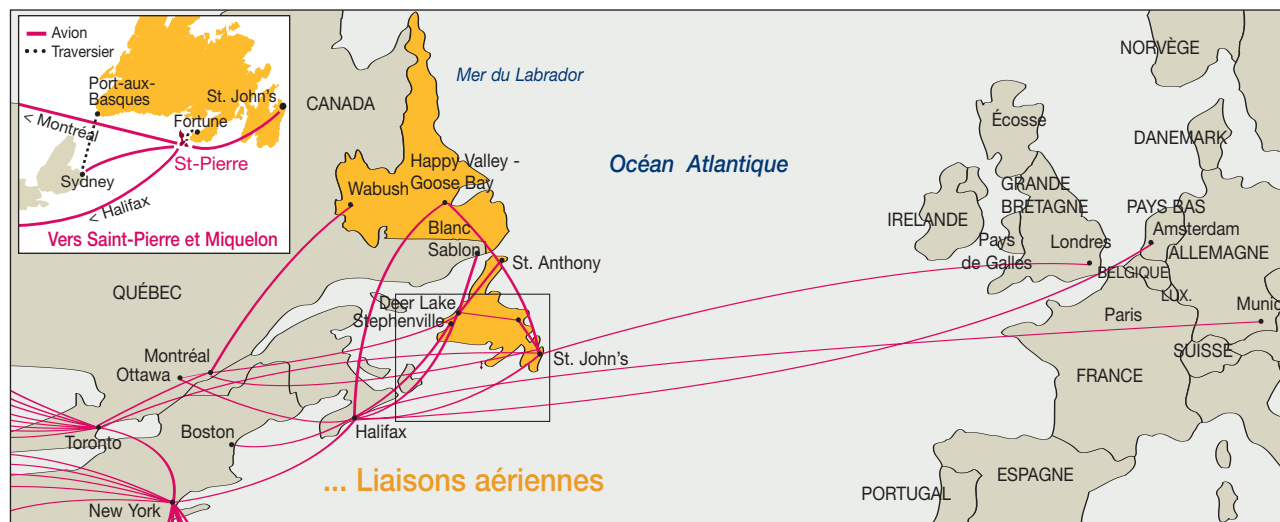 Avion
Traversier
Port-aux-
Basques
St. John's
Fortune
< Montréal
St-Pierre
Sydney
< Halifax
Vers Saint-Pierre et Miquelon
Mer du Labrador
CANADA
Happy Valley -
Goose Bay
Wabush
Blanc
Sablon
St. Anthony
Océan Atlantique
QUÉBEC
Deer Lake
Stephenville
St. John's
Montréal
Ottawa
Toronto
Boston
Halifax
New York
... Liaisons aériennes
NORVÈGE
Écosse
DANEMARK
GRANDE
BRÉTAGNE
IRELANDE
PAYS BAS
Amsterdam
Pays
de Galles
Londres
ALLEMAGNE
BELGIQUE
LUX.
Paris
Munic
SUISSE
FRANCE
ESPAGNE
PORTUGAL